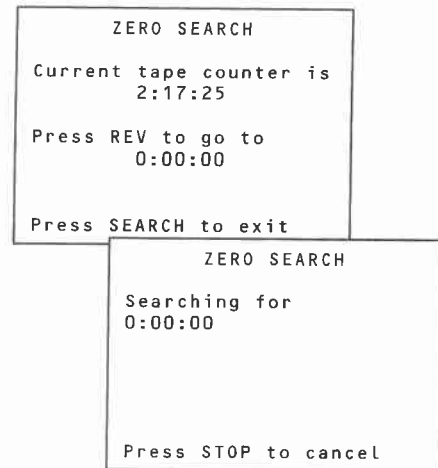 ZERO SEARCH
Current tape counter is
2:17:25
Press REV to go to
0:00:00
Press SEARCH to exit
ZERO SEARCH
Searching for
0:00:00
Press STOP to cancel